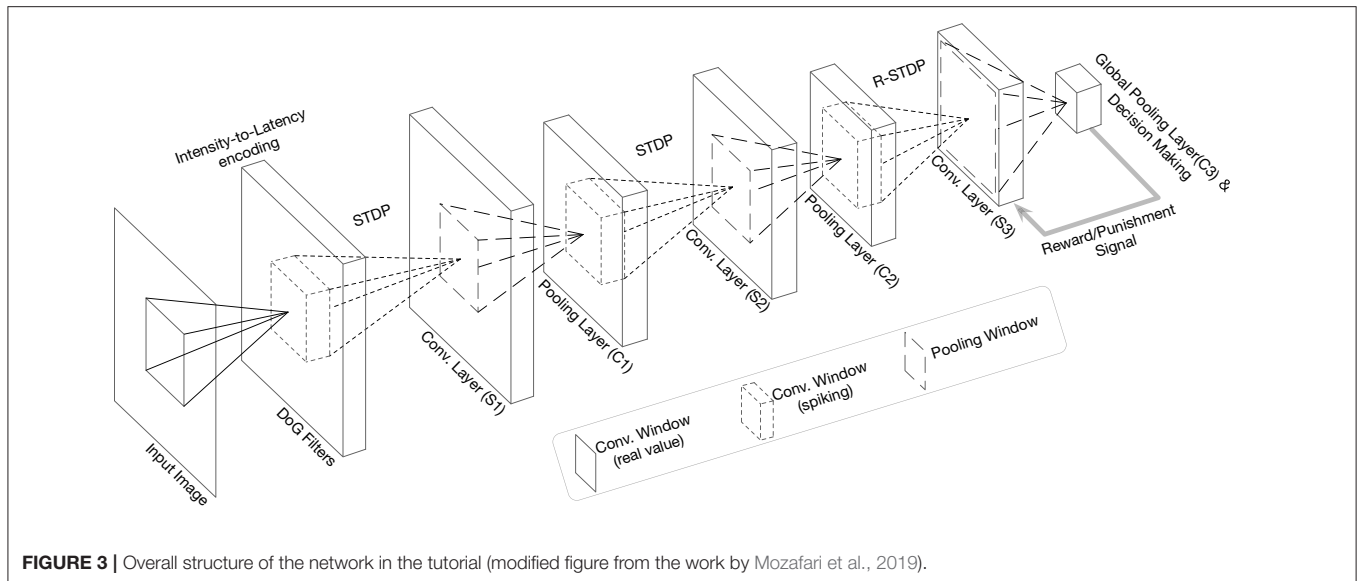 Intensity-to-Latency
encoding
STDP
STDP
R-STDP
Global Pooling Layer(C3) &
Decision Making
Reward/Punishment
Signal
Input Image
DoG Filters
Conv. Layer (S1)
Pooling Layer (C1)
Conv. Layer (S2)
Pooling Layer (C2)
Conv. Layer (S3)
Conv. Window
(real value)
Conv. Window
(spiking)
Pooling Window
FIGURE 3 | Overall structure of the network in the tutorial (modified figure from the work by Mozafari et al., 2019).